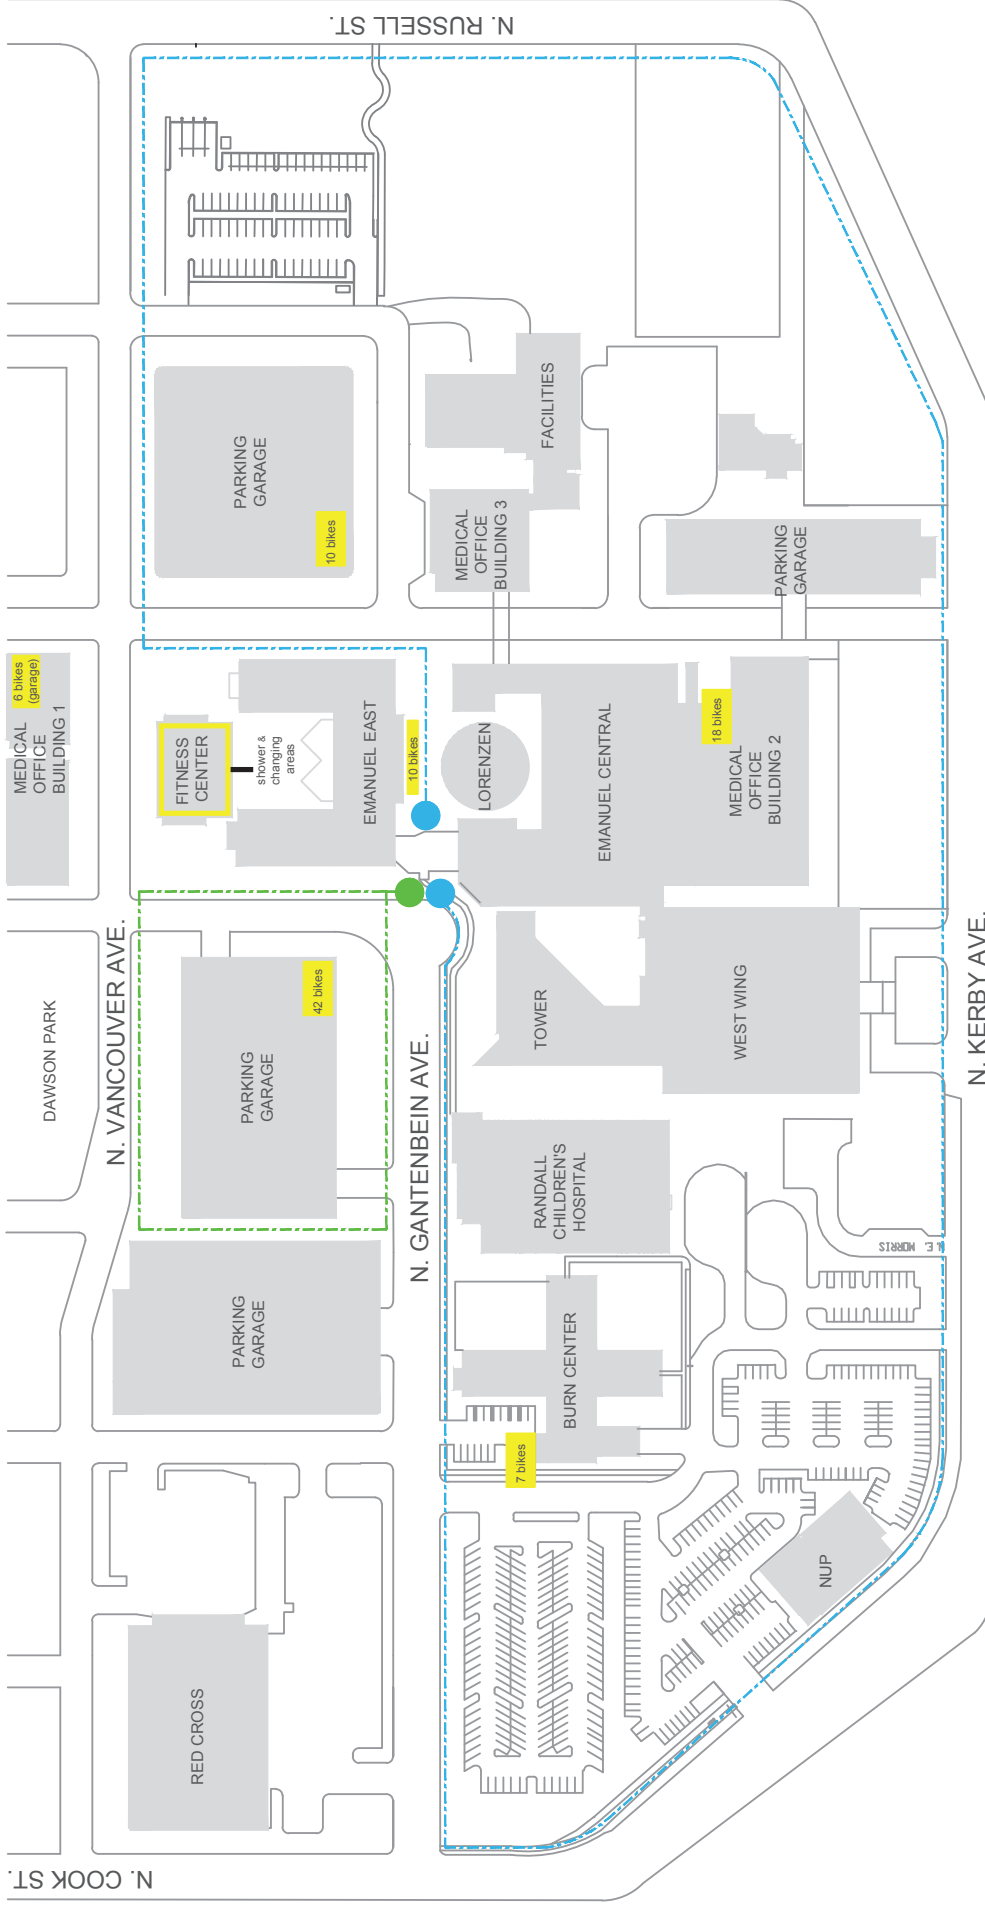 N. RUSSELL ST.
PARKING
GARAGE
10 bikes
FACILITIES
MEDICAL
OFFICE
BUILDING 3
PARKING
GARAGE
6 bikes
(garage)
MEDICAL
OFFICE
BUILDING 1
FITNESS
CENTER
shower &
changing
areas
EMANUEL EAST
10 bikes
LORENZEN
EMANUEL CENTRAL
18 bikes
MEDICAL
OFFICE
BUILDING 2
DAWSON PARK
N. VANCOUVER AVE.
42 bikes
PARKING
GARAGE
N. GANTENBEIN AVE.
TOWER
WEST WING
N. KERBY AVE.
RANDALL
CHILDREN'S
HOSPITAL
N.E. MORRIS
PARKING
GARAGE
BURN CENTER
7 bikes
NUP
RED CROSS
N. COOK ST.